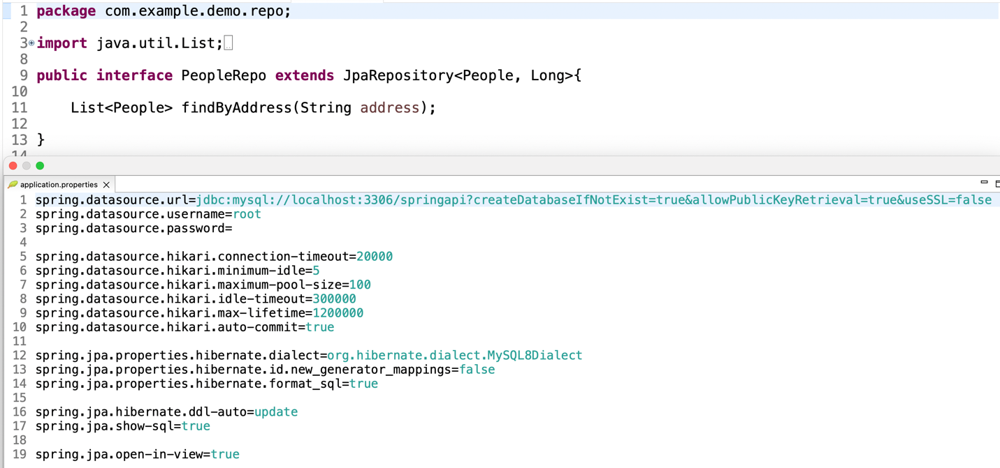 1 package com.example.demo.repo;
2
3 import java.util.List;
8
9 public interface PeopleRepo extends JpaRepository<People, Long>{
10
11     List<People> findByAddress(String address);
12
13 }
14
application.properties
1 spring.datasource.url=jdbc:mysql://localhost:3306/springapi?createDatabaseIfNotExist=true&allowPublicKeyRetrieval=true&useSSL=false
2 spring.datasource.username=root
3 spring.datasource.password=
4
5 spring.datasource.hikari.connection-timeout=20000
6 spring.datasource.hikari.minimum-idle=5
7 spring.datasource.hikari.maximum-pool-size=100
8 spring.datasource.hikari.idle-timeout=300000
9 spring.datasource.hikari.max-lifetime=1200000
10 spring.datasource.hikari.auto-commit=true
11
12 spring.jpa.properties.hibernate.dialect=org.hibernate.dialect.MySQL8Dialect
13 spring.jpa.properties.hibernate.id.new_generator_mappings=false
14 spring.jpa.properties.hibernate.format_sql=true
15
16 spring.jpa.hibernate.ddl-auto=update
17 spring.jpa.show-sql=true
18
19 spring.jpa.open-in-view=true